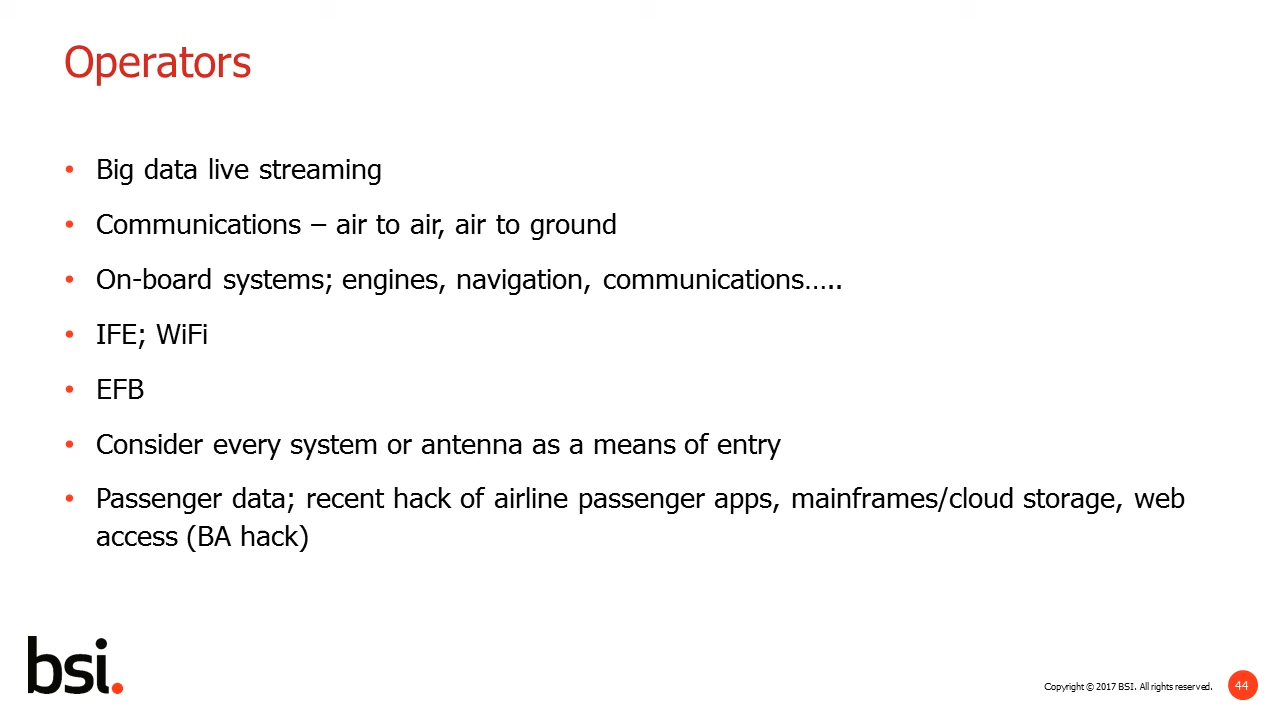 Operators
• Big data live streaming
• Communications – air to air, air to ground
• On-board systems; engines, navigation, communications…..
• IFE; WiFi
• EFB
• Consider every system or antenna as a means of entry
• Passenger data; recent hack of airline passenger apps, mainframes/cloud storage, web
access (BA hack)
bsi.
Copyright © 2017 BSI. All rights reserved.
44